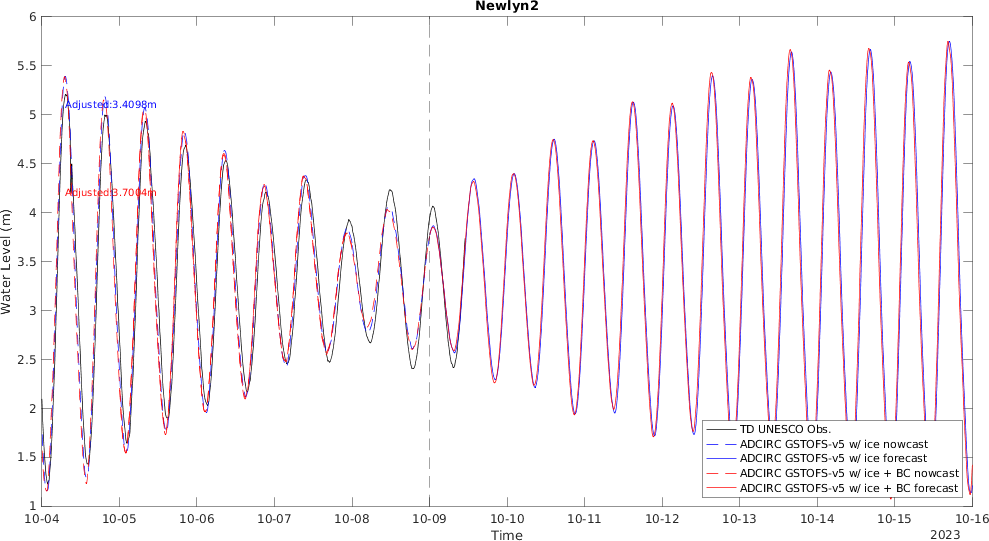 Newlyn2
6
5.5
5
4.5
4
3.5
3
2.5
2
1.5
1
Water Level (m)
Adjusted:3.4098m
Adjusted:3.7004m
TD UNESCO Obs.
ADCIRC GSTOFS-v5 w/ ice nowcast
ADCIRC GSTOFS-v5 w/ ice forecast
ADCIRC GSTOFS-v5 w/ ice + BC nowcast
ADCIRC GSTOFS-v5 w/ ice + BC forecast
10-04 10-05 10-06 10-07 10-08 10-09 10-10 10-11 10-12 10-13 10-14 10-15 10-16
Time
2023